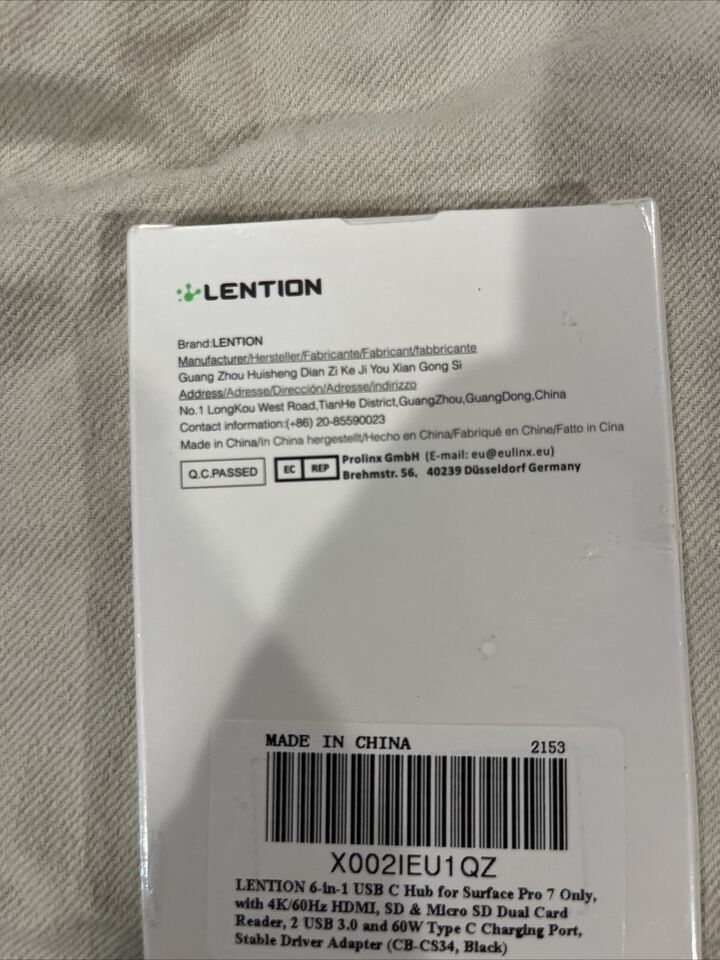 LENTION
Brand:LENTION
Manufacturer/Hersteller/Fabricante/Fabricant/fabbricante
Guang Zhou Huisheng Dian Zi Ke Ji You Xian Gong Si
Address/Adresse/Dirección/Adresse/indirizzo
No.1 LongKou West Road,TianHe District,GuangZhou,GuangDong,China
Contact information:(+86) 20-85590023
Made in China/In China hergestellt/Hecho en China/Fabriqué en Chine/Fatto in Cina
Q.C.PASSED
EC REP
Prolinx GmbH (E-mail: eu@eulinx.eu)
Brehmstr. 56, 40239 Düsseldorf Germany
MADE IN CHINA 2153
X002IEU1QZ
LENTION 6-in-1 USB C Hub for Surface Pro 7 Only,
with 4K/60Hz HDMI, SD & Micro SD Dual Card
Reader, 2 USB 3.0 and 60W Type C Charging Port,
Stable Driver Adapter (CB-CS34, Black)